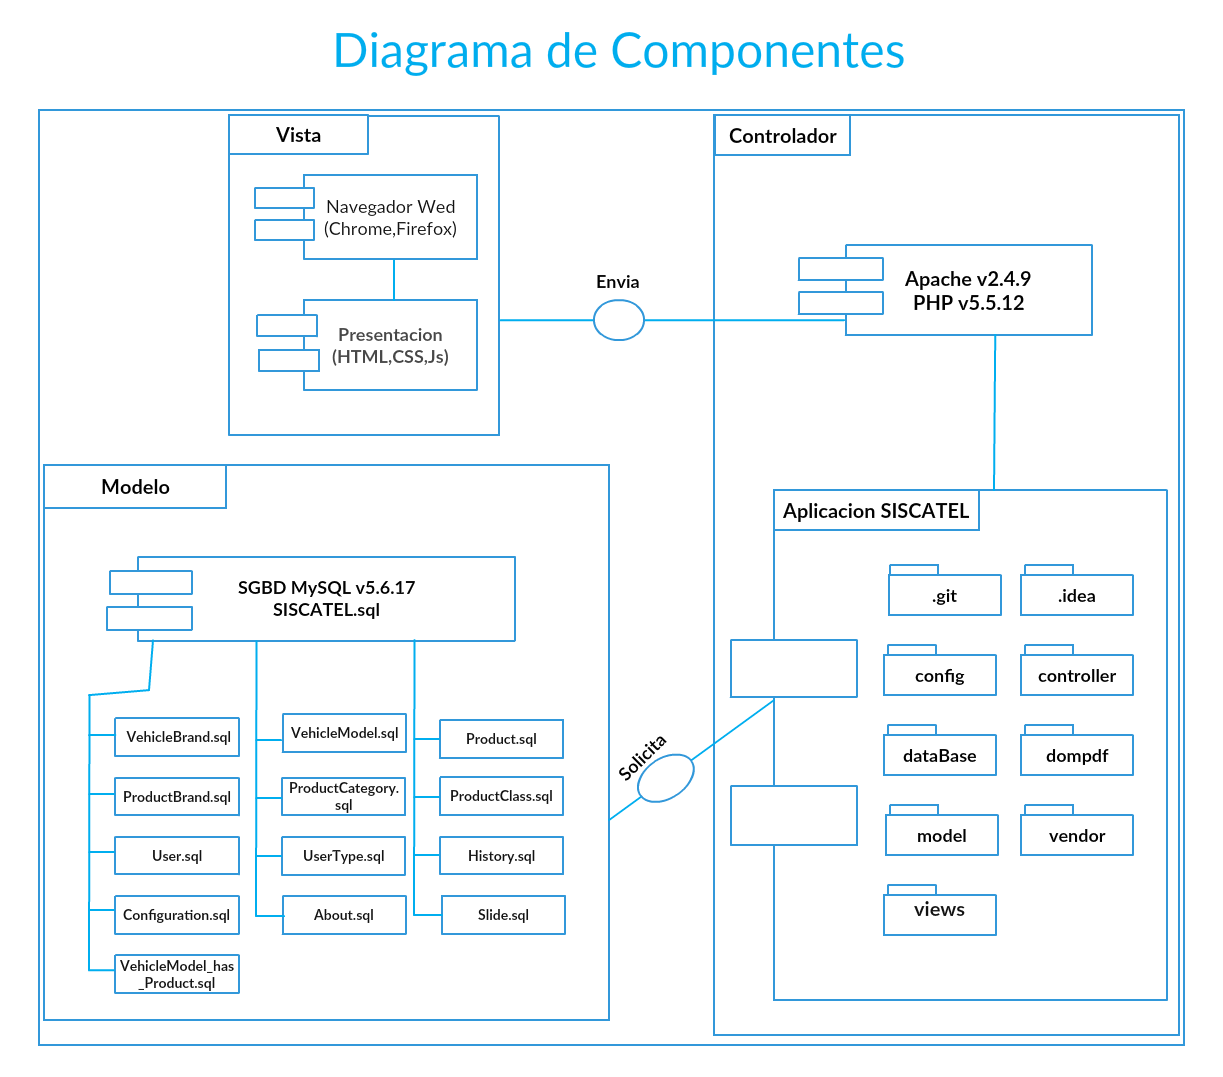 Diagrama de Componentes
Vista
Navegador Wed
(Chrome,Firefox)
Presentacion
(HTML,CSS,Js)
Envia
Controlador
Apache v2.4.9
PHP v5.5.12
Modelo
SGBD MySQL v5.6.17
SISCATEL.sql
VehicleBrand.sql
ProductBrand.sql
User.sql
Configuration.sql
VehicleModel_has
_Product.sql
VehicleModel.sql
ProductCategory.
sql
UserType.sql
About.sql
Product.sql
ProductClass.sql
History.sql
Slide.sql
Solicita
Aplicacion SISCATEL
.git
.idea
config
controller
dataBase
dompdf
model
vendor
views